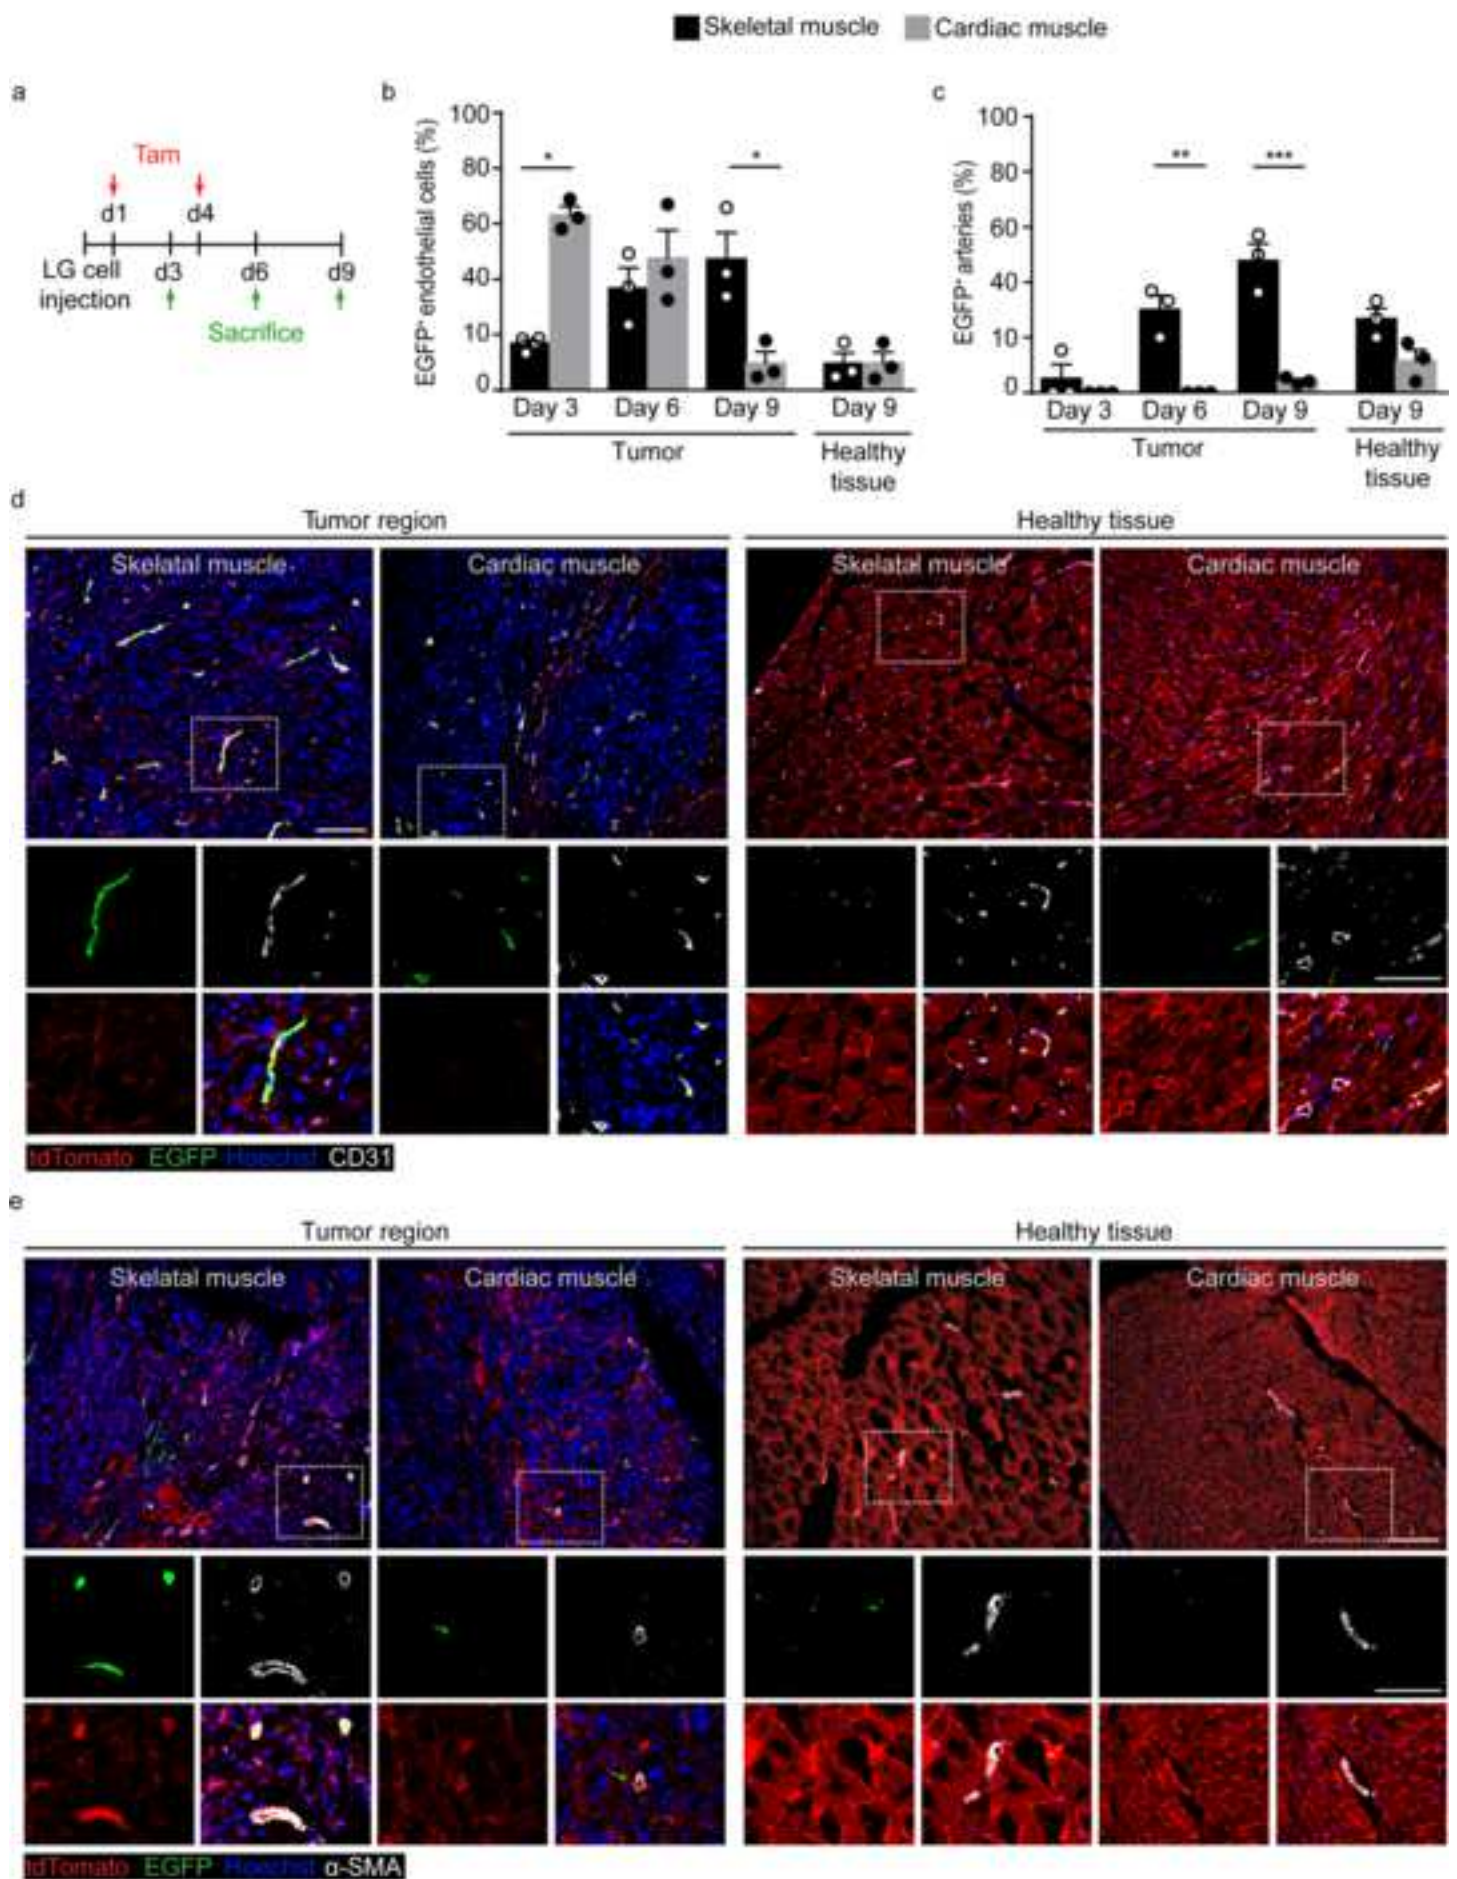 Skeletal muscle Cardiac muscle
a
Tam
d1 d4
LG cell d3 d6 d9
injection
Sacrifice
b
EGFP⁺ endothelial cells (%)
100
80
60
40
10
0
* *
Day 3 Day 6 Day 9 Day 9
Tumor Healthy
tissue
c
EGFP⁺ arteries (%)
100
80
60
40
10
0
** ***
Day 3 Day 6 Day 9 Day 9
Tumor Healthy
tissue
d
Tumor region Healthy tissue
Skelatal muscle Cardiac muscle Skelatal muscle Cardiac muscle
tdTomato EGFP Hoechst CD31
e
Tumor region Healthy tissue
Skelatal muscle Cardiac muscle Skelatal muscle Cardiac muscle
tdTomato EGFP Hoechst α-SMA